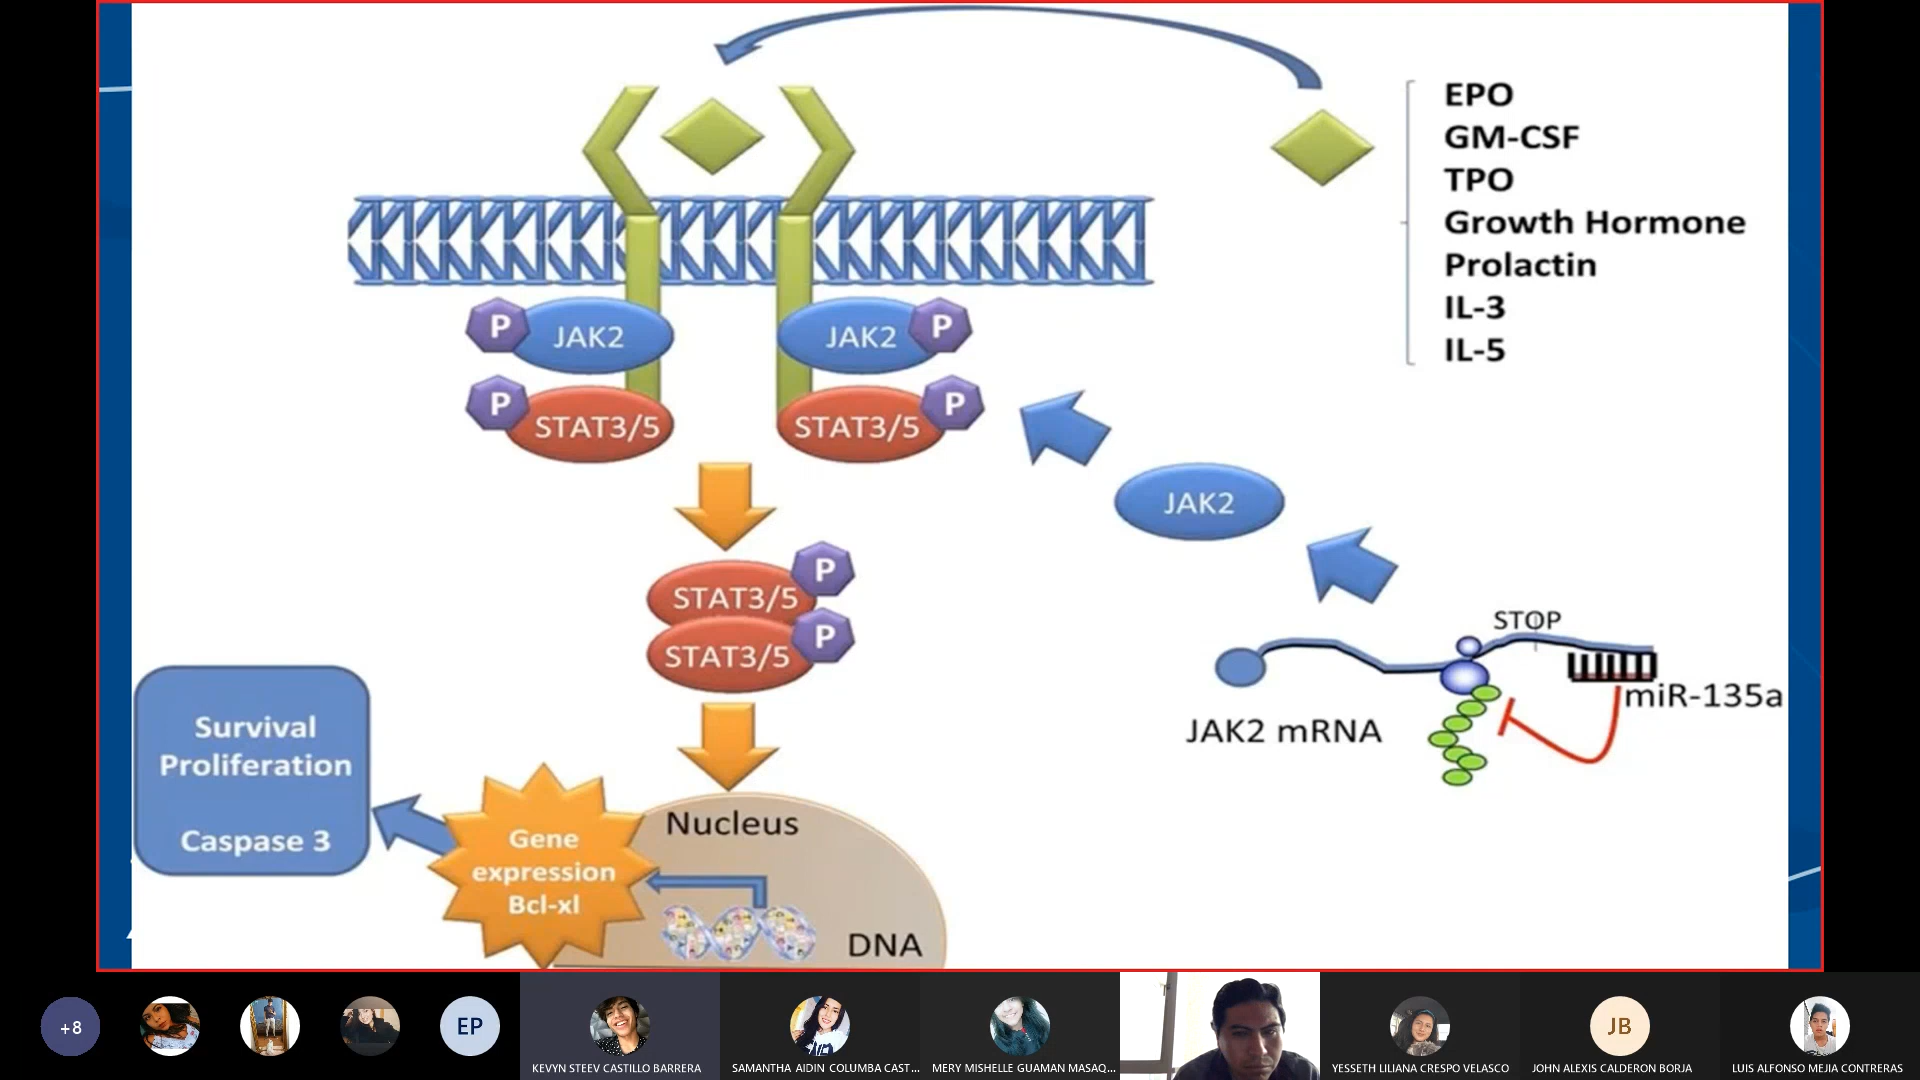 EPO
GM-CSF
TPO
Growth Hormone
Prolactin
IL-3
IL-5
P
JAK2
JAK2
P
P
STAT3/5
STAT3/5
P
JAK2
STAT3/5
P
STAT3/5
P
STOP
miR-135a
JAK2 mRNA
Survival
Proliferation
Caspase 3
Gene
expression
Bcl-xl
Nucleus
DNA
+8
EP
KEVYN STEEV CASTILLO BARRERA
SAMANTHA AIDIN COLUMBA CAST...
MERY MISHELLE GUAMAN MASAQ...
YESSETH LILIANA CRESPO VELASCO
JB
JOHN ALEXIS CALDERON BORJA
LUIS ALFONSO MEJIA CONTRERAS